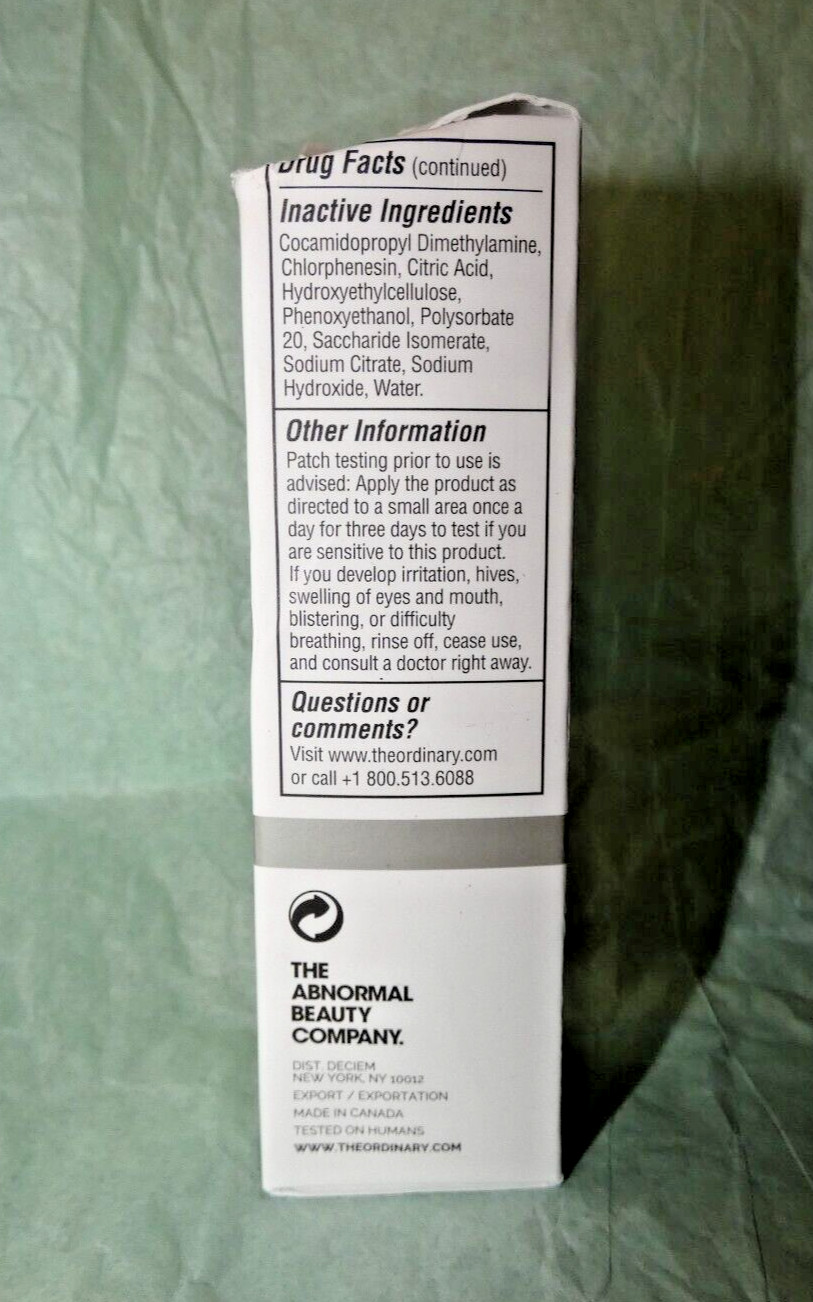 Drug Facts (continued)
Inactive Ingredients
Cocamidopropyl Dimethylamine,
Chlorphenesin, Citric Acid,
Hydroxyethylcellulose,
Phenoxyethanol, Polysorbate
20, Saccharide Isomerate,
Sodium Citrate, Sodium
Hydroxide, Water.
Other Information
Patch testing prior to use is
advised: Apply the product as
directed to a small area once a
day for three days to test if you
are sensitive to this product.
If you develop irritation, hives,
swelling of eyes and mouth,
blistering, or difficulty
breathing, rinse off, cease use,
and consult a doctor right away.
Questions or
comments?
Visit www.theordinary.com
or call +1 800.513.6088
THE
ABNORMAL
BEAUTY
COMPANY.
DIST. DECIEM
NEW YORK, NY 10012
EXPORT / EXPORTATION
MADE IN CANADA
TESTED ON HUMANS
WWW.THEORDINARY.COM